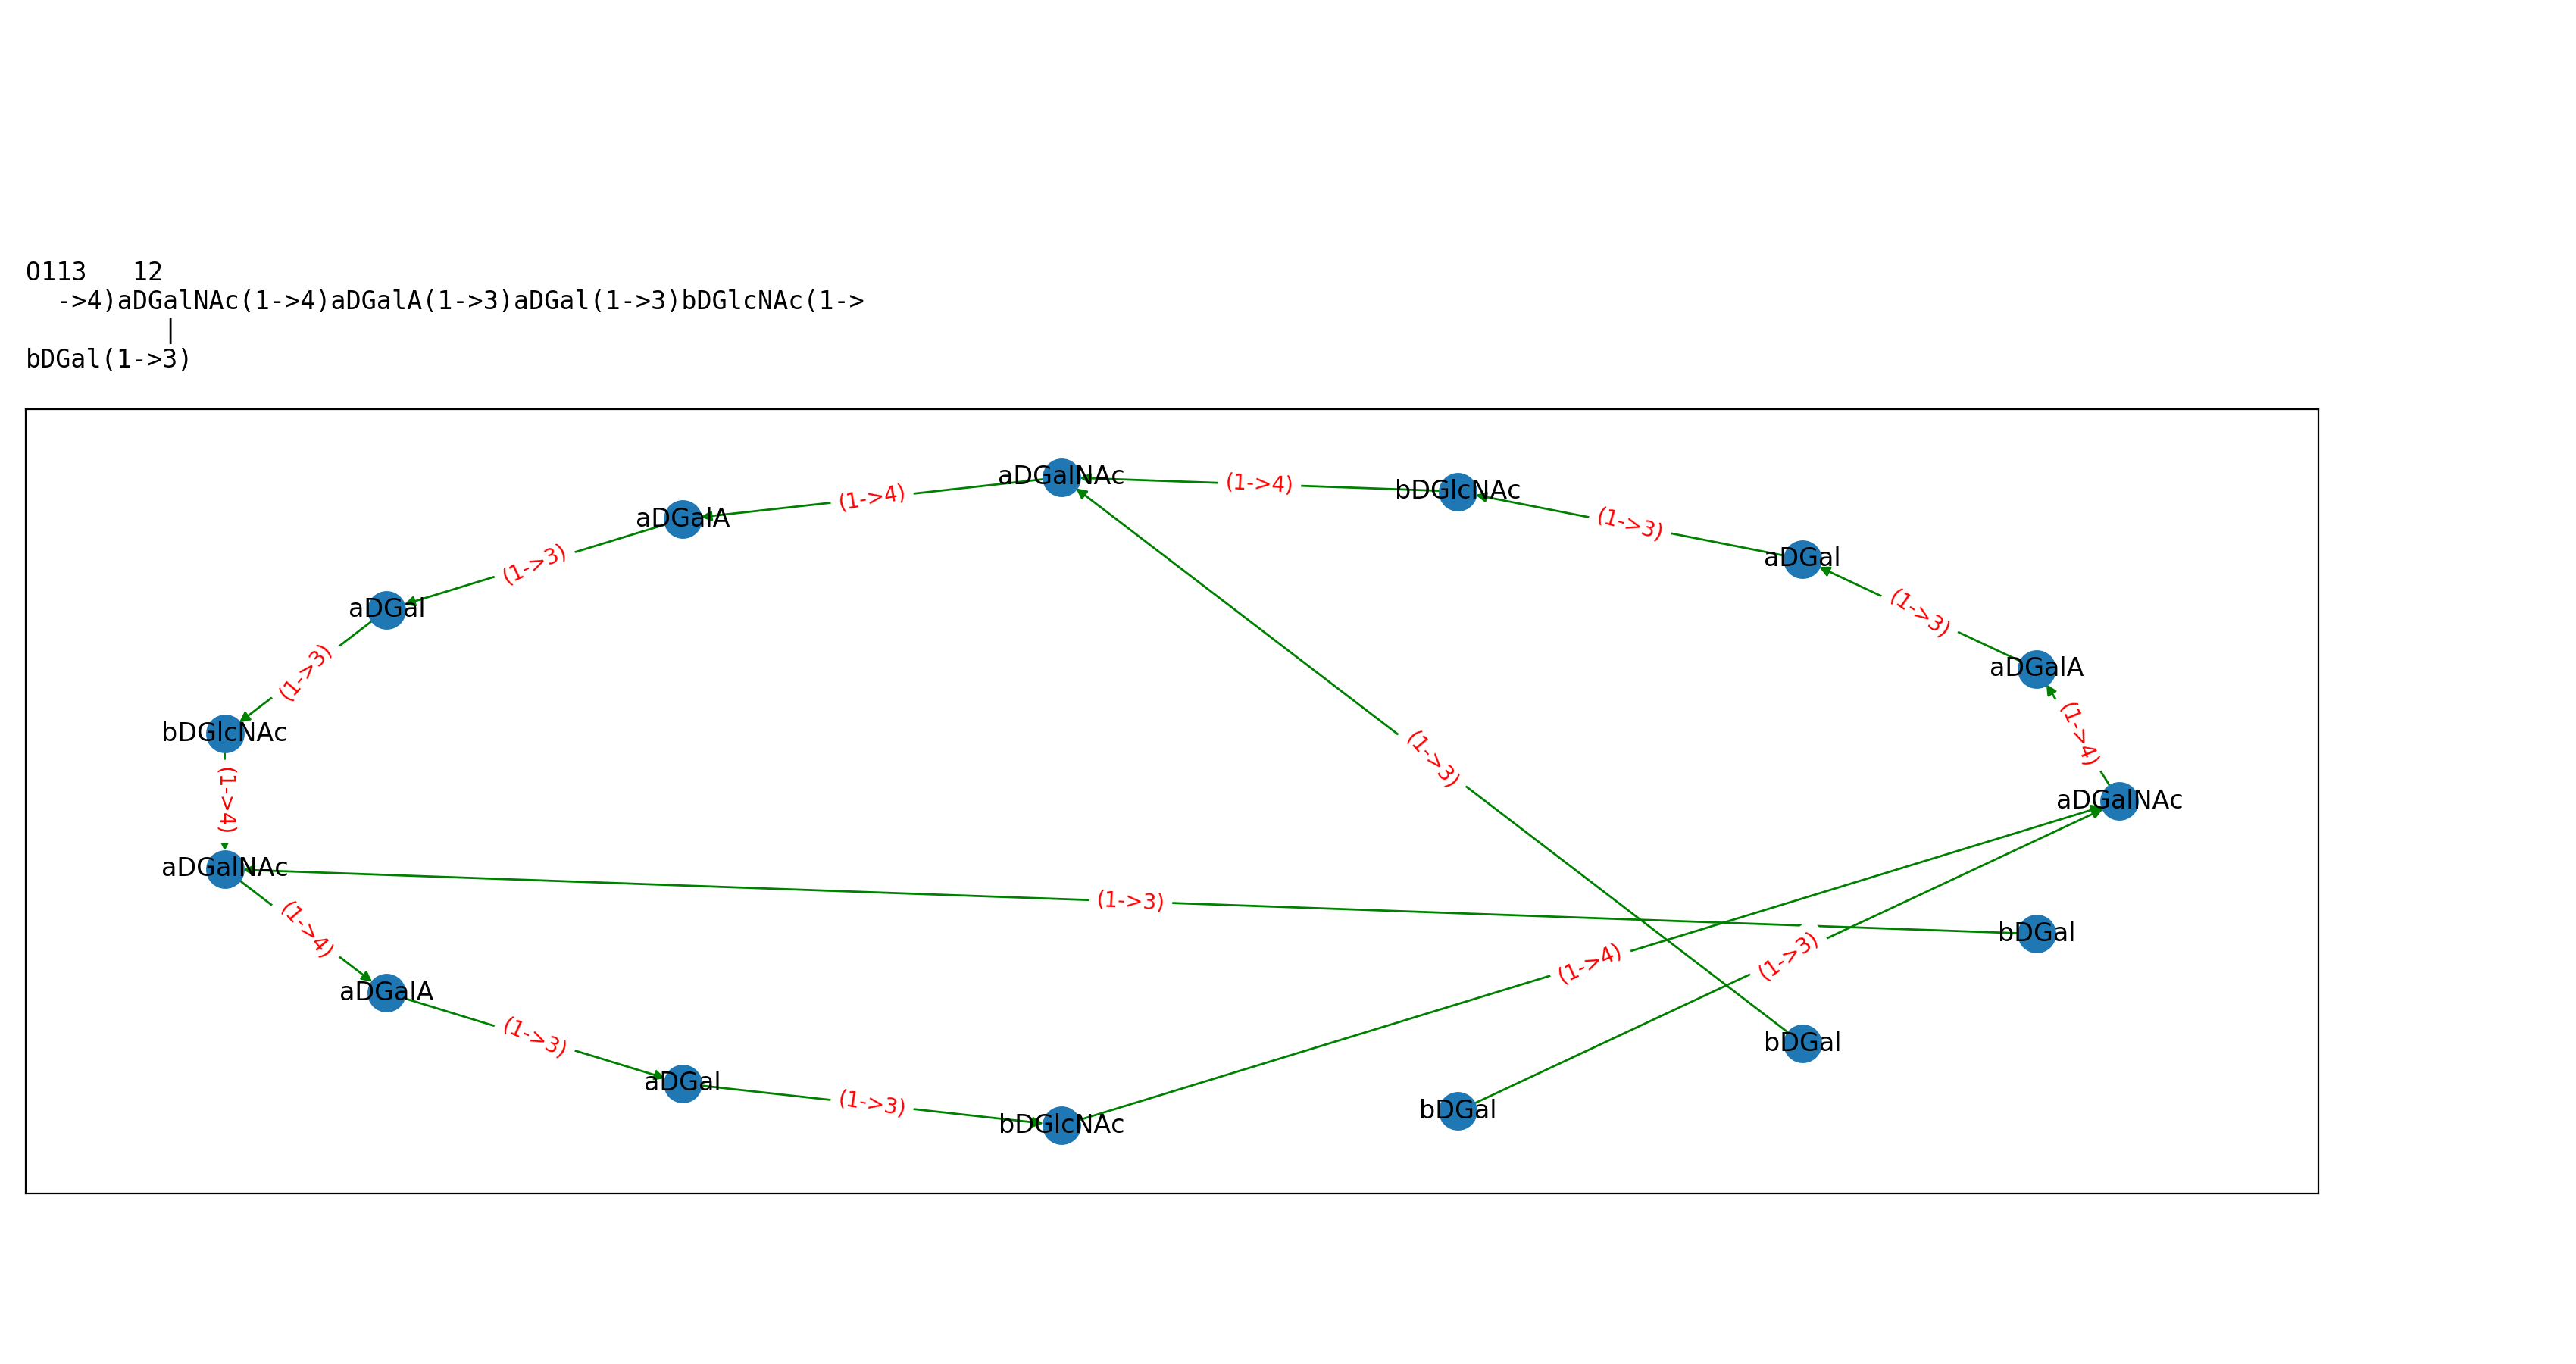 O113   12
  ->4)aDGalNAc(1->4)aDGalA(1->3)aDGal(1->3)bDGlcNAc(1->
         |
bDGal(1->3)
aDGalNAc
(1->4)
bDGlcNAc
(1->4)
aDGalA
(1->3)
aDGal
(1->3)
(1->3)
aDGal
(1->3)
aDGalA
(1->3)
bDGlcNAc
(1->4)
(1->3)
(1->4)
aDGalNAc
aDGalNAc
(1->3)
(1->4)
bDGal
(1->3)
(1->4)
aDGalA
(1->3)
bDGal
aDGal
(1->3)
bDGlcNAc
bDGal